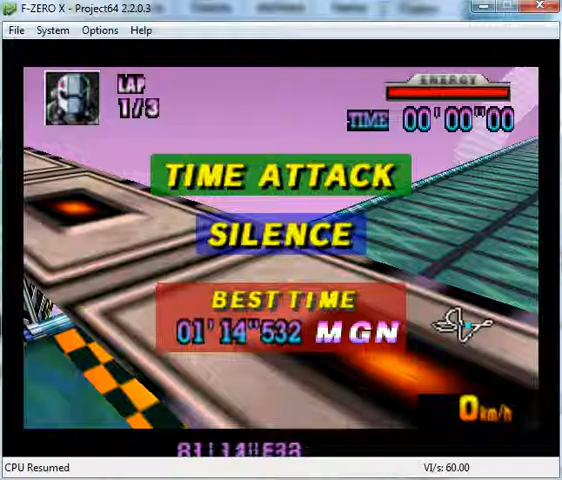 F-ZERO X - Project64 2.2.0.3
File System Options Help
LAP
1/3
ENERGY
TIME 00'00"00
TIME ATTACK
SILENCE
BEST TIME
01'14"532 MGN
0km/h
CPU Resumed
VI/s: 60.00